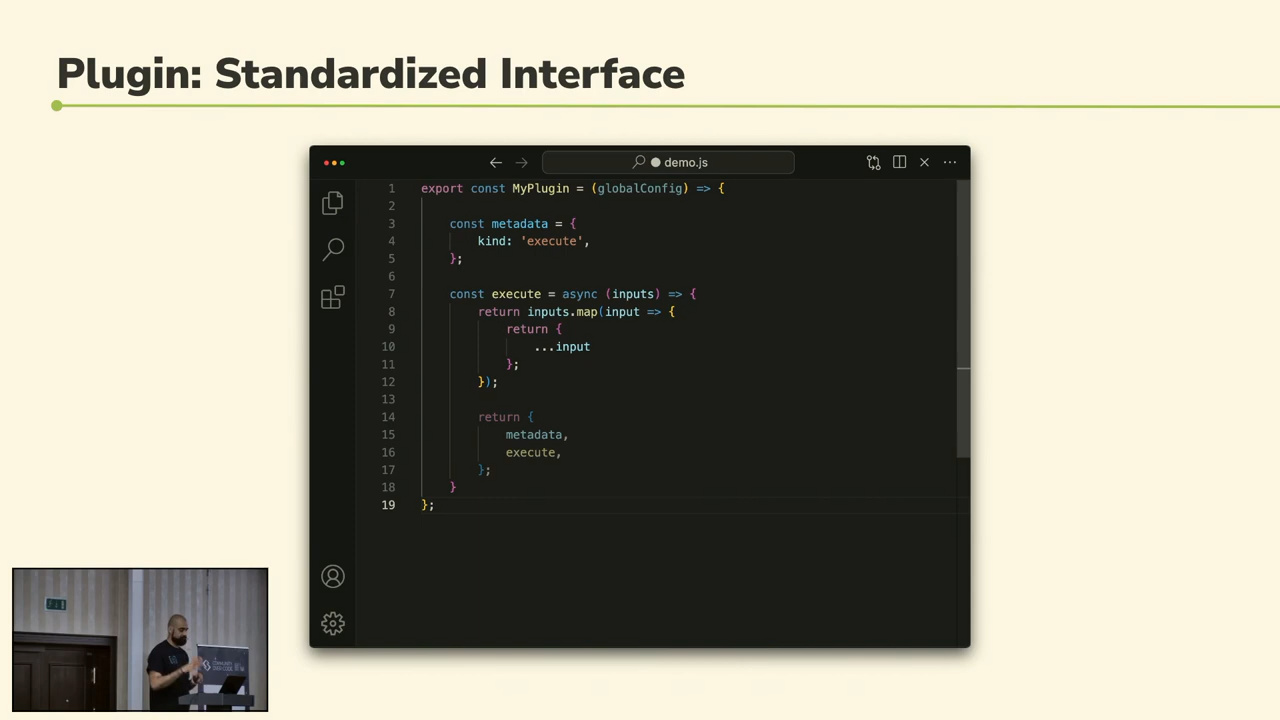 Plugin: Standardized Interface
demo.js
1 export const MyPlugin = (globalConfig) => {
2
3 const metadata = {
4 kind: 'execute',
5 };
6
7 const execute = async (inputs) => {
8 return inputs.map(input => {
9 return {
10 ...input
11 };
12 });
13
14 return {
15 metadata,
16 execute,
17 };
18 }
19 };